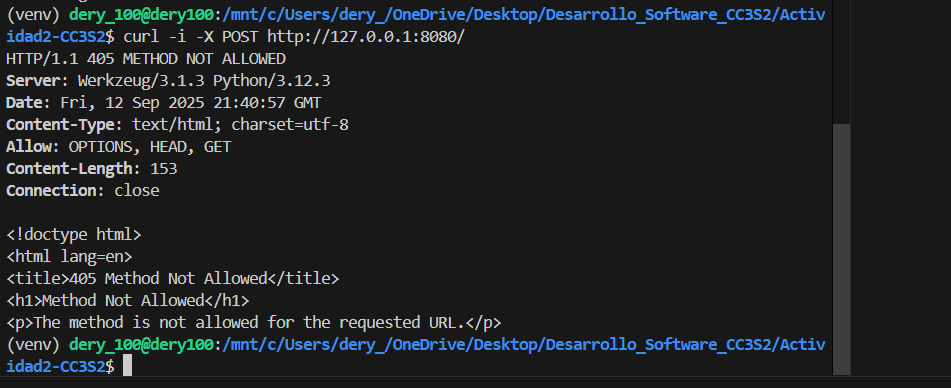 (venv) dery_100@dery100:/mnt/c/Users/dery_/OneDrive/Desktop/Desarrollo_Software_CC3S2/Activ
idad2-CC3S2$ curl -i -X POST http://127.0.0.1:8080/
HTTP/1.1 405 METHOD NOT ALLOWED
Server: Werkzeug/3.1.3 Python/3.12.3
Date: Fri, 12 Sep 2025 21:40:57 GMT
Content-Type: text/html; charset=utf-8
Allow: OPTIONS, HEAD, GET
Content-Length: 153
Connection: close

<!doctype html>
<html lang=en>
<title>405 Method Not Allowed</title>
<h1>Method Not Allowed</h1>
<p>The method is not allowed for the requested URL.</p>
(venv) dery_100@dery100:/mnt/c/Users/dery_/OneDrive/Desktop/Desarrollo_Software_CC3S2/Activ
idad2-CC3S2$